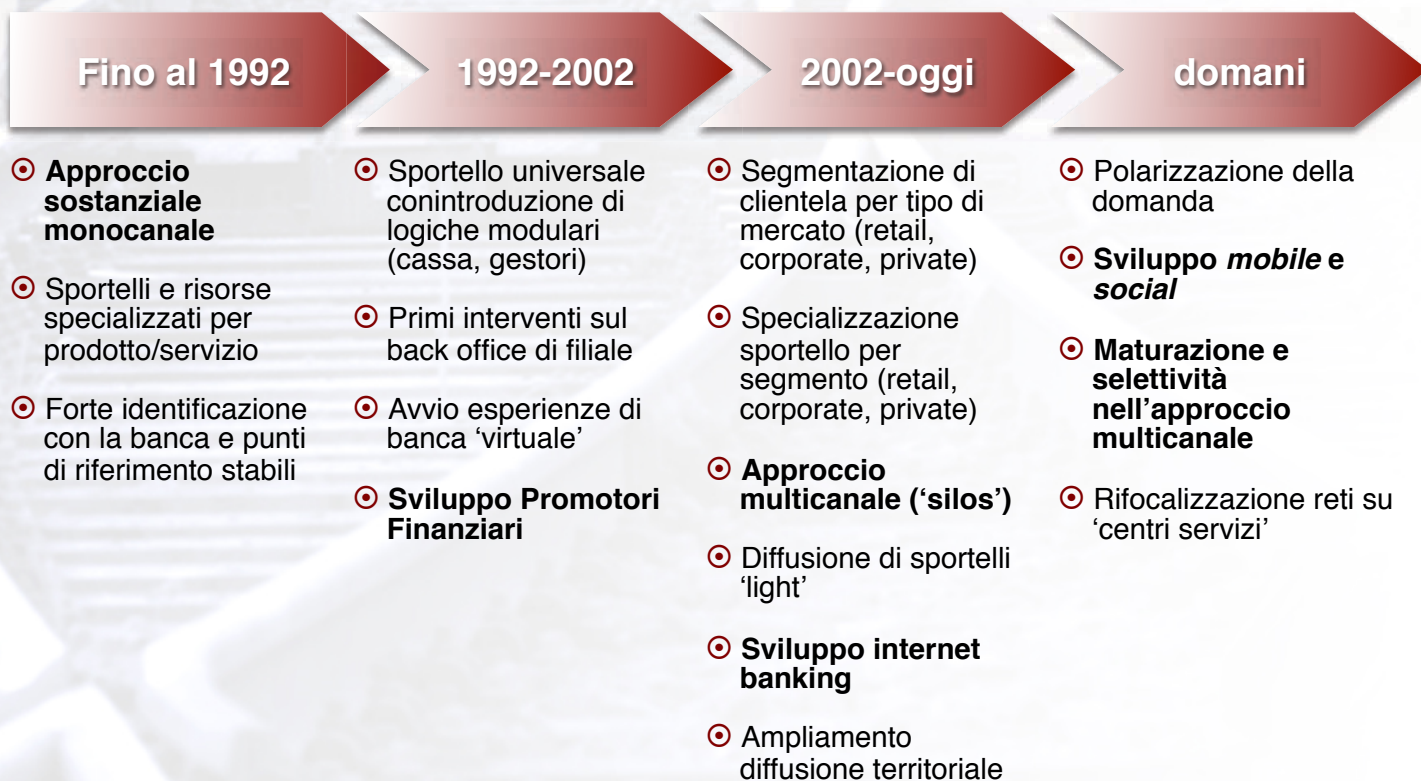 Fino al 1992
1992-2002
2002-oggi
domani
Approccio
sostanziale
monocanale
Sportelli e risorse
specializzati per
prodotto/servizio
Forte identificazione
con la banca e punti
di riferimento stabili
Sportello universale
conintroduzione di
logiche modulari
(cassa, gestori)
Primi interventi sul
back office di filiale
Avvio esperienze di
banca ‘virtuale’
Sviluppo Promotori
Finanziari
Segmentazione di
clientela per tipo di
mercato (retail,
corporate, private)
Specializzazione
sportello per
segmento (retail,
corporate, private)
Approccio
multicanale (‘silos’)
Diffusione di sportelli
‘light’
Sviluppo internet
banking
Ampliamento
diffusione territoriale
Polarizzazione della
domanda
Sviluppo mobile e
social
Maturazione e
selettività
nell’approccio
multicanale
Rifocalizzazione reti su
‘centri servizi’